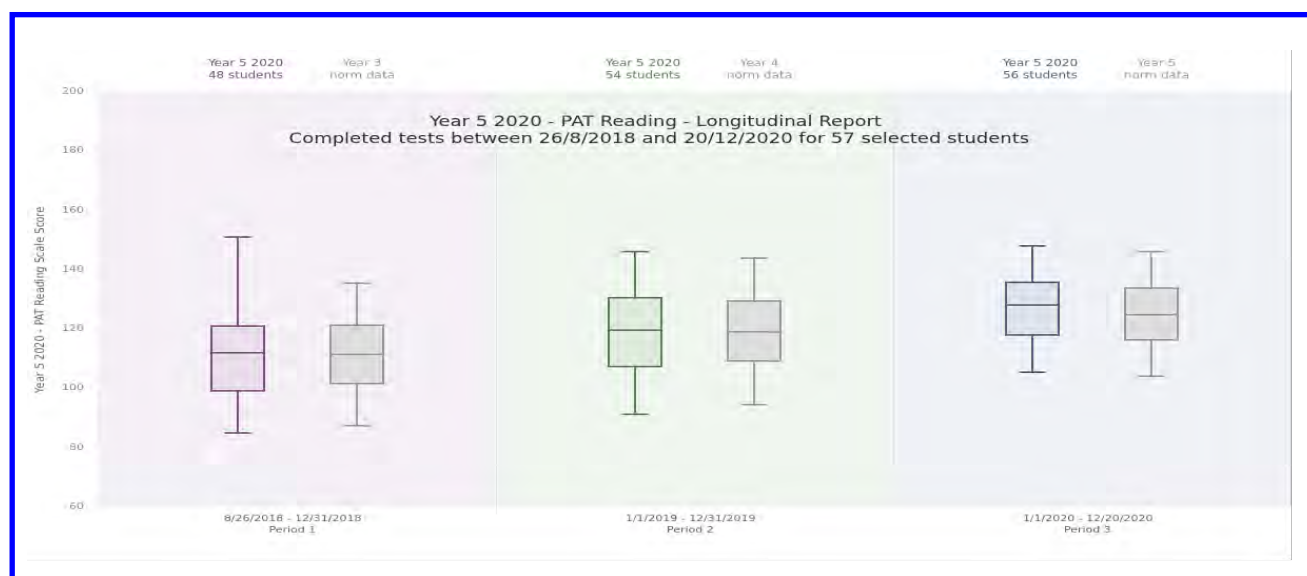 Year 5 2020
48 students
Year 3
norm data
Year 5 2020
54 students
Year 4
norm data
Year 5 2020
56 students
Year 5
norm data
Year 5 2020 - PAT Reading - Longitudinal Report
Completed tests between 26/8/2018 and 20/12/2020 for 57 selected students
Year 5 2020 - PAT Reading Scale Score
200
180
160
140
120
100
80
60
8/26/2018 - 12/31/2018
Period 1
1/1/2019 - 12/31/2019
Period 2
1/1/2020 - 12/20/2020
Period 3